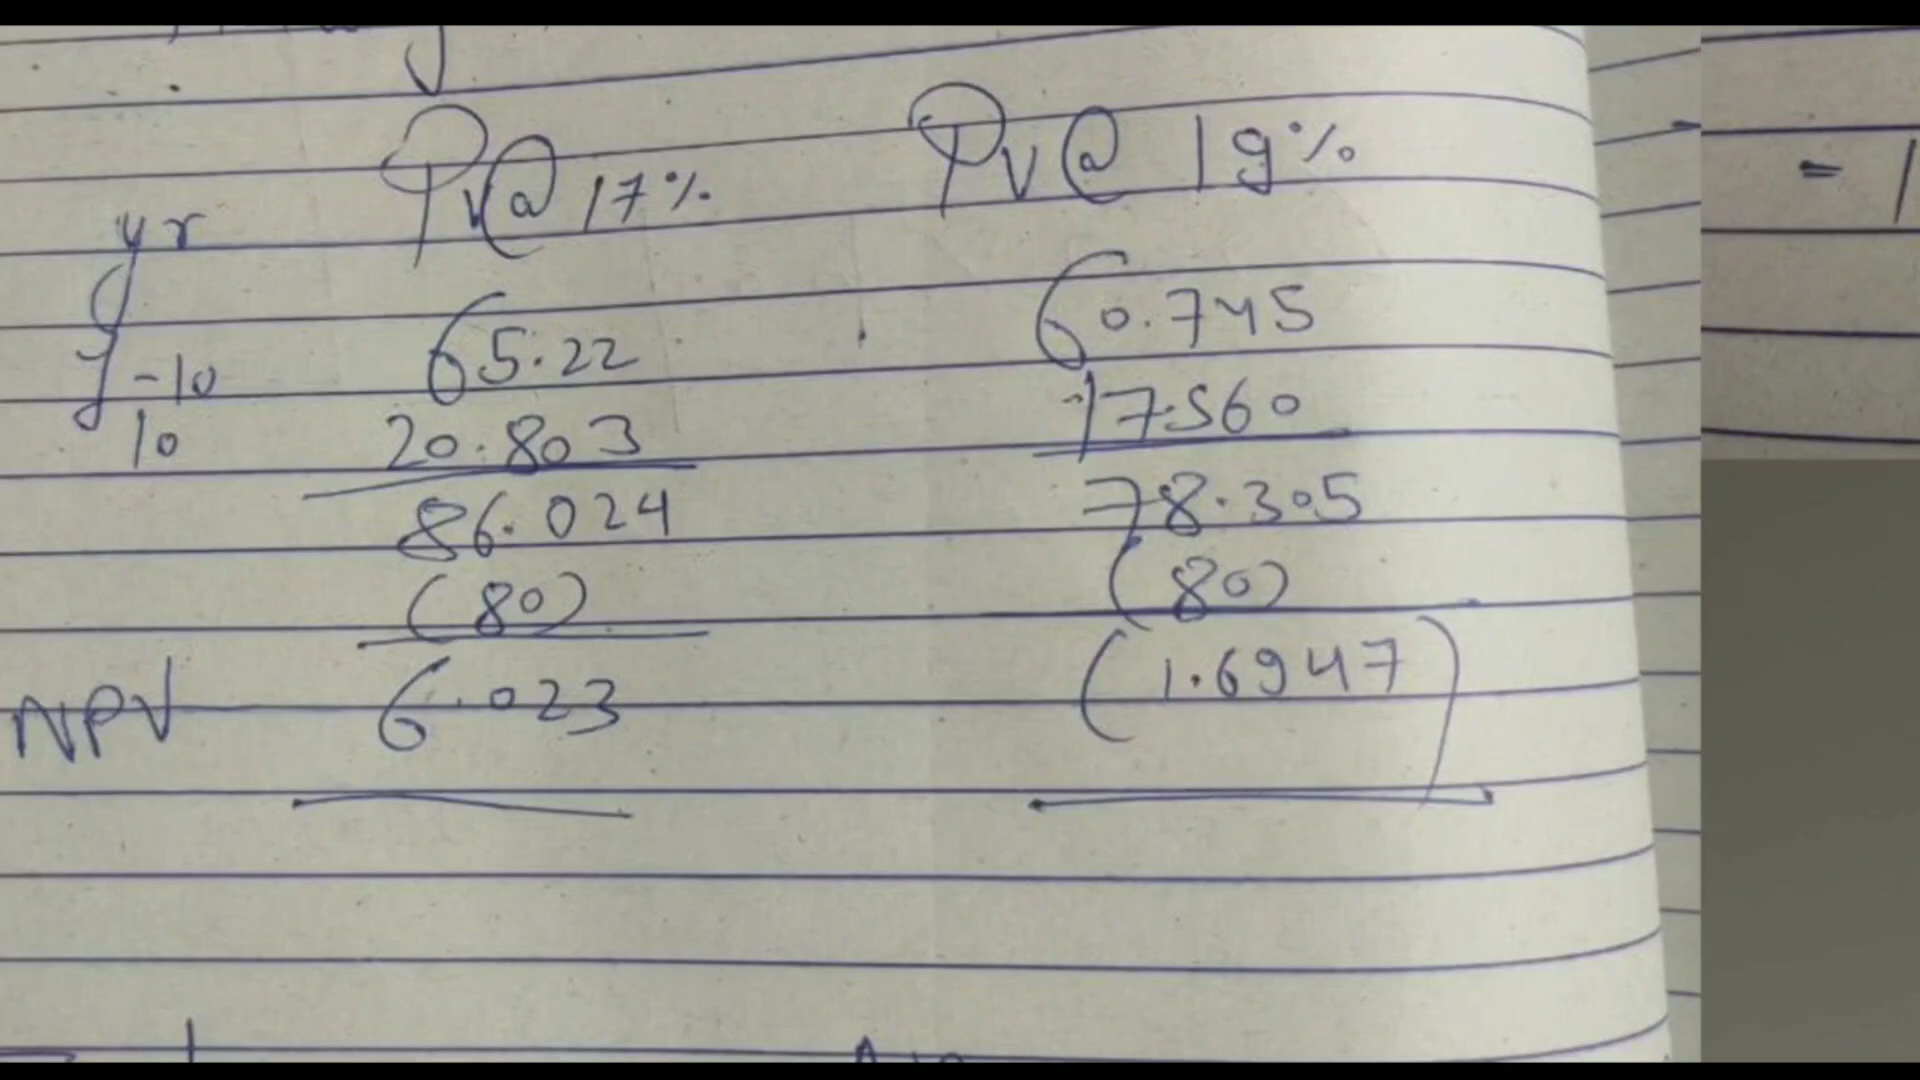 yr PV@ 17% PV@ 19%
-10 65.22 60.745
10 20.803 17.560
86.024 78.305
(80) (80)
NPV 6.023 (1.6947)
= 1